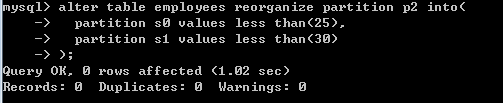 mysql> alter table employees reorganize partition p2 into(
    ->   partition s0 values less than(25),
    ->   partition s1 values less than(30)
    -> );
Query OK, 0 rows affected (1.02 sec)
Records: 0  Duplicates: 0  Warnings: 0